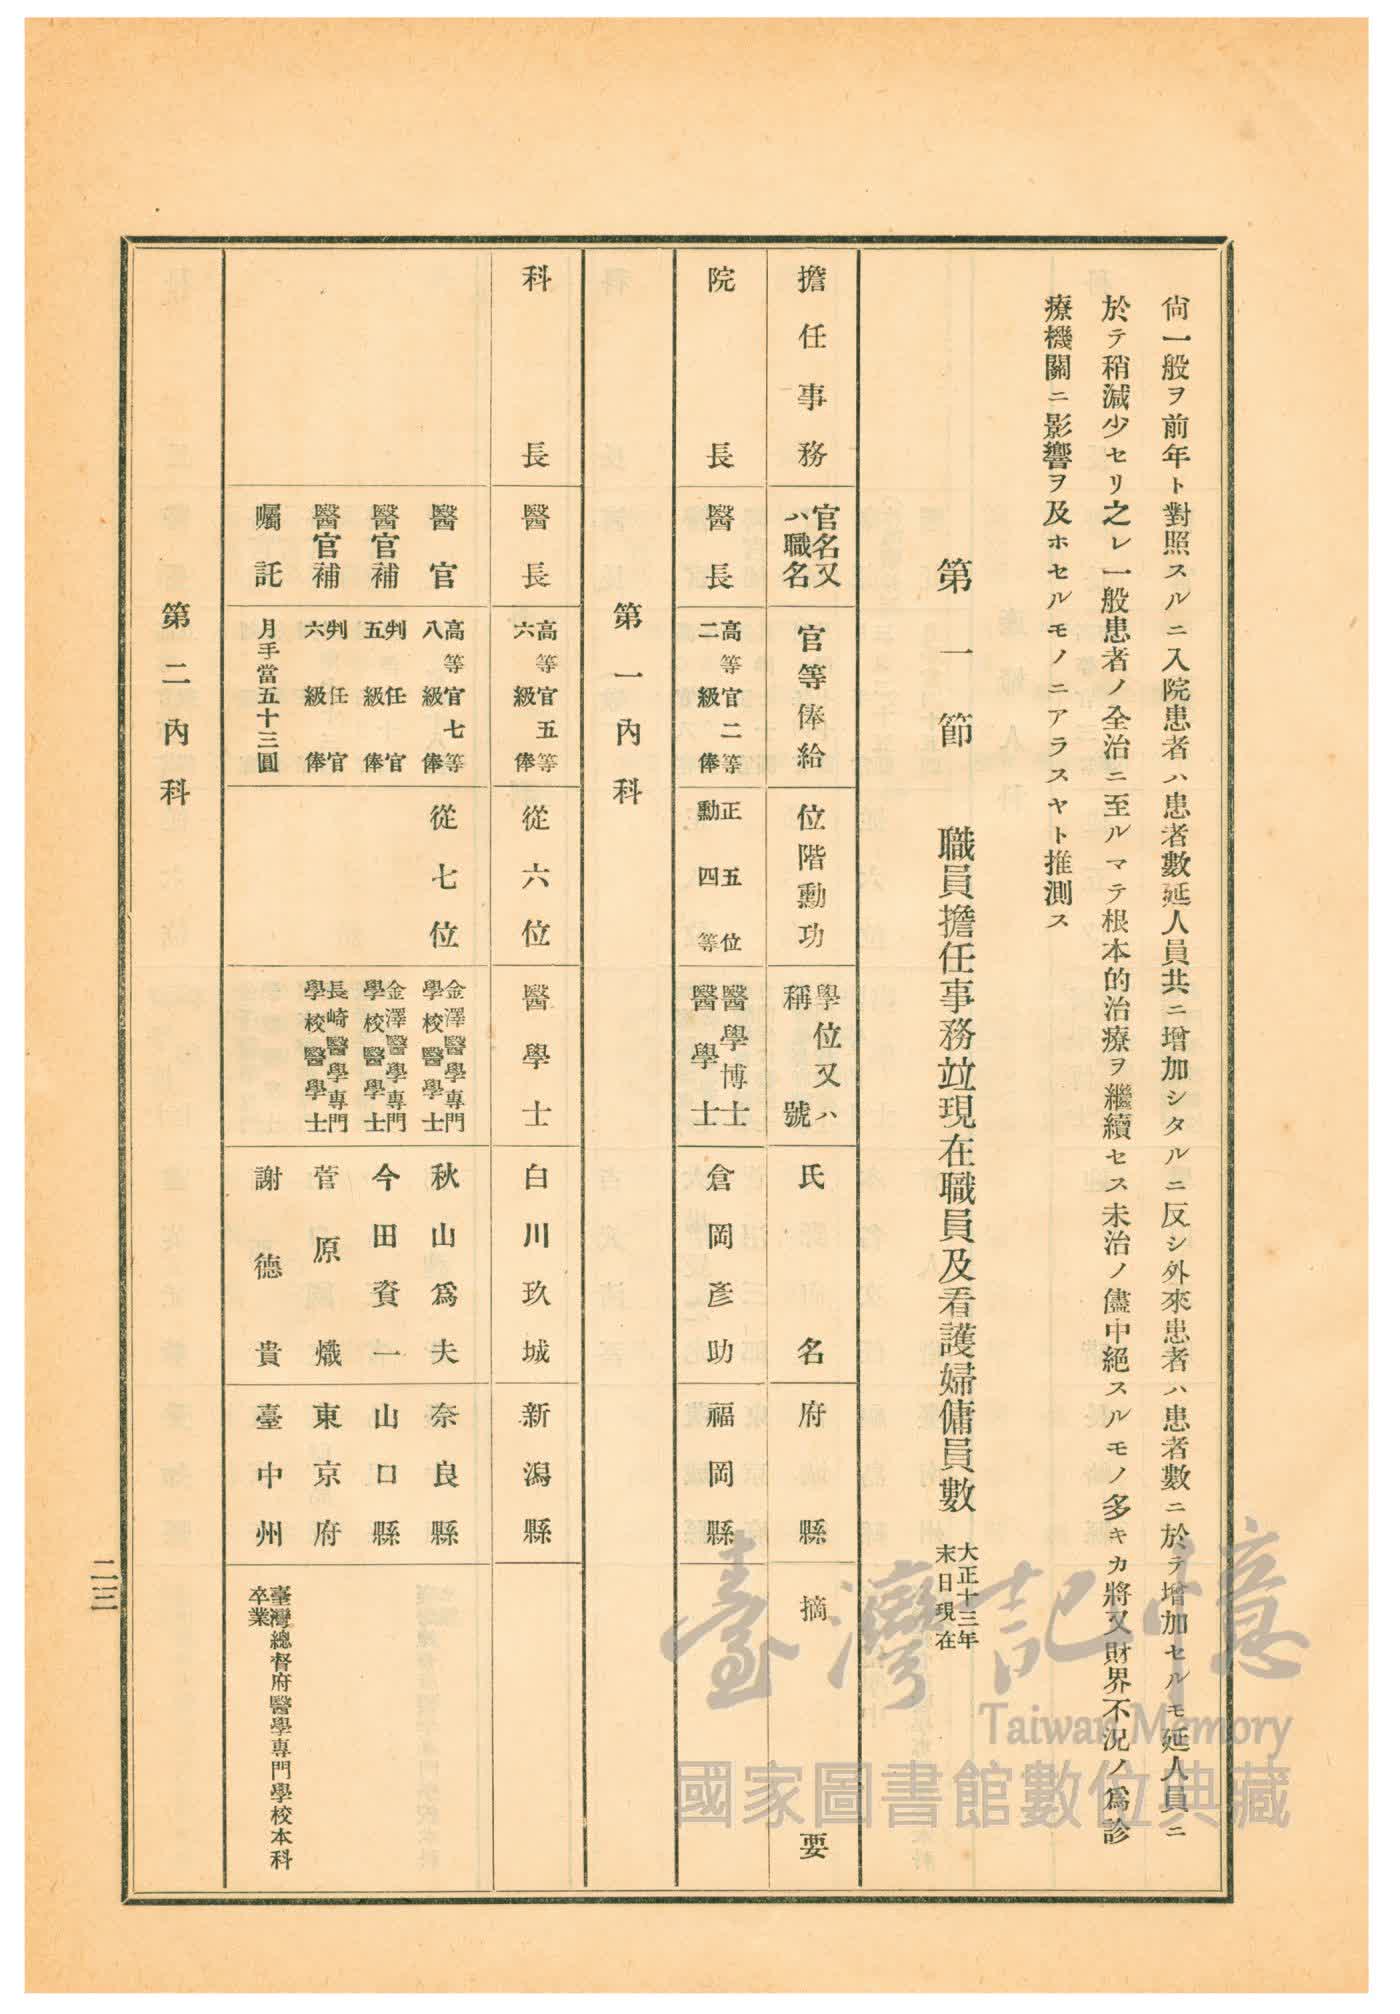 尙一般ヲ前年ト對照スルニ入院患者ハ患者數延人員共ニ增加シタルニ反シ外來患者ハ患者數ニ於テ增加セルモ延人員ニ
於テ稍減少セリ之レ一般患者ノ全治ニ至ルマテ根本的治療ヲ繼續セス未治ノ儘中絕スルモノ多キカ將又財界不況ノ爲診
療機關ニ影響ヲ及ホセルモノニアラスヤト推測ス
第一節 職員擔任事務竝現在職員及看護婦傭員數 大正十三年末日現在
擔任事務 官名又ハ職名 官等俸給 位階勳功 學位又ハ稱號 氏名 府縣 摘要
院長 醫長 高等官二等二級俸 正五位勳四等 醫學博士醫學士 倉岡彥助 福岡縣
第一內科
科長 醫長 高等官五等六級俸 從六位 醫學士 白川玖城 新潟縣
醫官 高等官七等八級俸 從七位 金澤醫學專門學校醫學士 秋山爲夫 奈良縣
醫官補 判任官五級俸 金澤醫學專門學校醫學士 今田資一 山口縣
醫官補 判任官六級俸 長崎醫學專門學校醫學士 菅原熾 東京府
囑託 月手當五十三圓 謝德貴 臺中州 臺灣總督府醫學專門學校本科卒業
第二內科
二三
臺灣記憶
Taiwan Memory
國家圖書館數位典藏